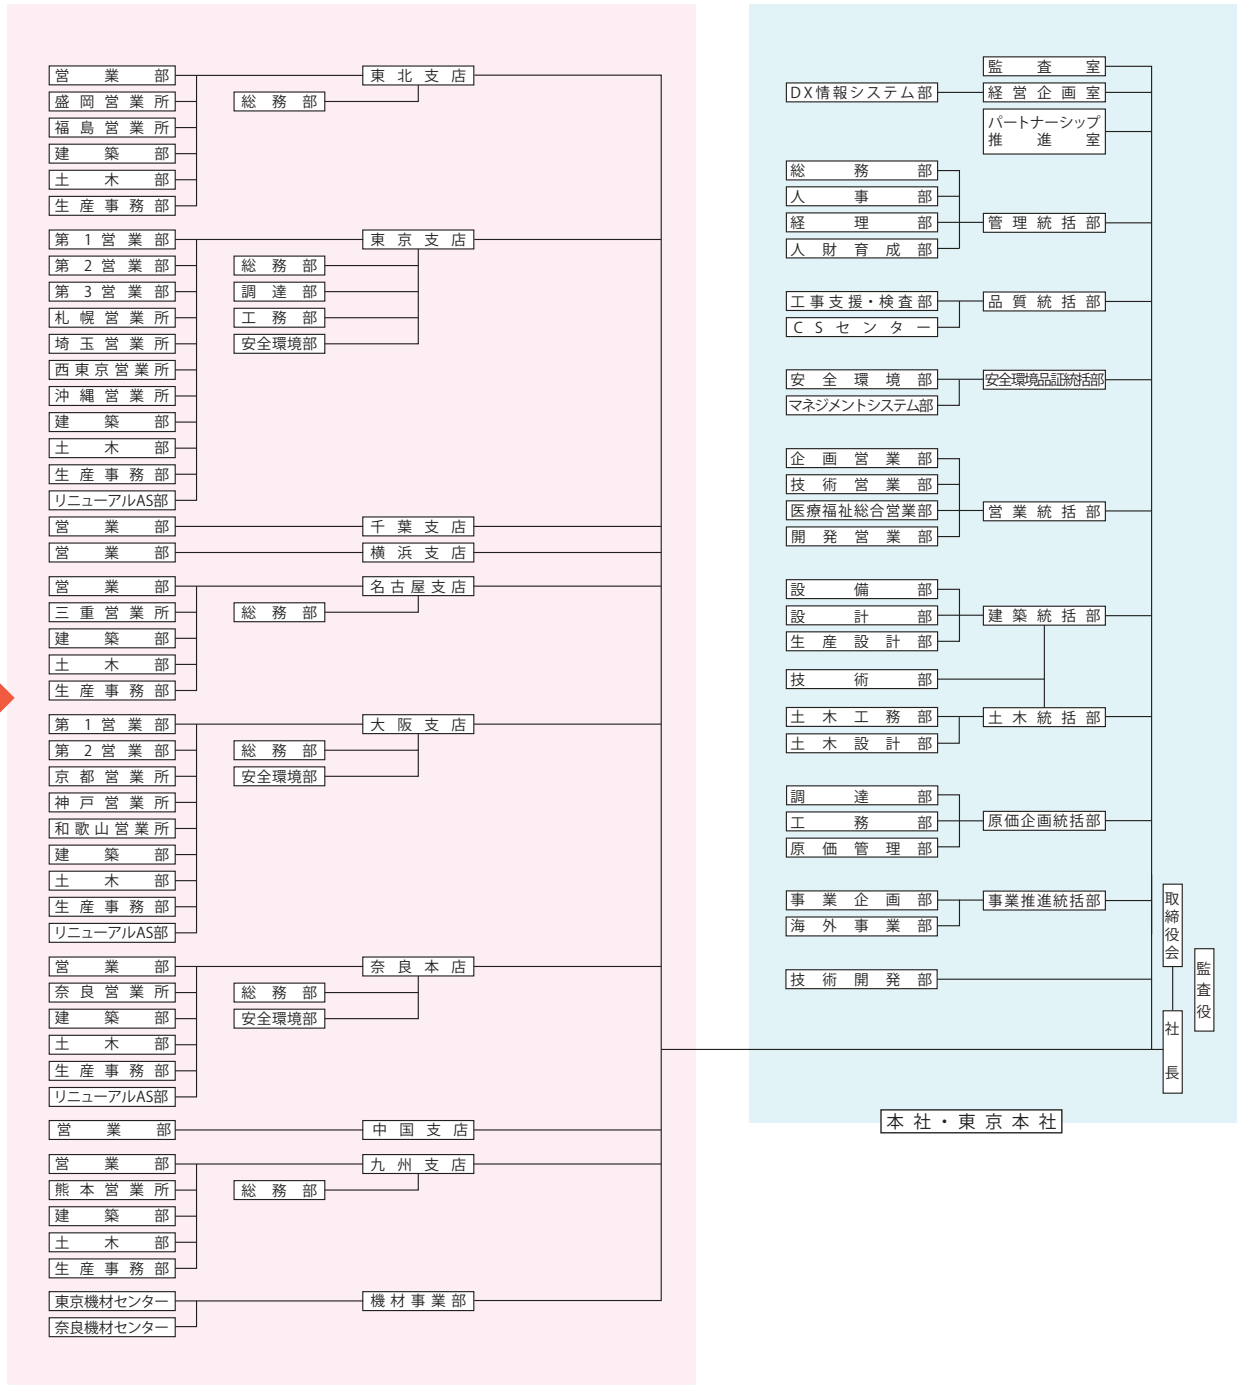 営業部
東北支店
盛岡営業所
総務部
福島営業所
建築部
土木部
生産事務部
第1営業部
東京支店
第2営業部
総務部
第3営業部
調達部
札幌営業所
工務部
埼玉営業所
安全環境部
西東京営業所
沖縄営業所
建築部
土木部
生産事務部
リニューアルAS部
営業部
千葉支店
営業部
横浜支店
営業部
名古屋支店
三重営業所
総務部
建築部
土木部
生産事務部
第1営業部
大阪支店
第2営業部
総務部
京都営業所
安全環境部
神戸営業所
和歌山営業所
建築部
土木部
生産事務部
リニューアルAS部
営業部
奈良本店
奈良営業所
総務部
建築部
安全環境部
土木部
生産事務部
リニューアルAS部
営業部
中国支店
営業部
九州支店
熊本営業所
総務部
建築部
土木部
生産事務部
東京機材センター
機材事業部
奈良機材センター
監査室
DX情報システム部
経営企画室
パートナーシップ
推進室
総務部
人事部
経理部
管理統括部
人財育成部
工事支援・検査部
品質統括部
CSセンター
安全環境部
安全環境品証統括部
マネジメントシステム部
企画営業部
技術営業部
医療福祉総合営業部
営業統括部
開発営業部
設備部
設計部
建築統括部
生産設計部
技術部
土木工務部
土木統括部
土木設計部
調達部
工務部
原価企画統括部
原価管理部
事業企画部
事業推進統括部
海外事業部
技術開発部
取締役会
監査役
社長
本社・東京本社